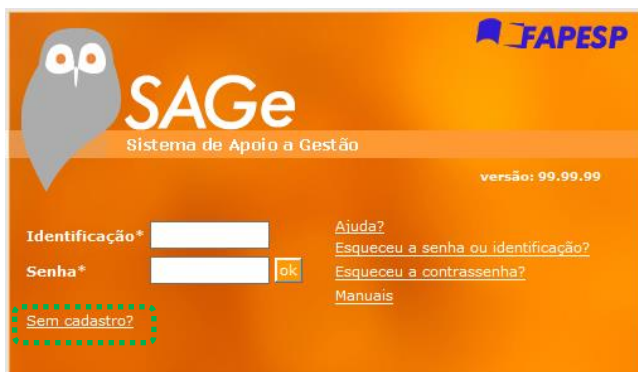 FAPESP
SAGe
Sistema de Apoio a Gestão
versão: 99.99.99
Identificação*
Senha*
ok
Sem cadastro?
Ajuda?
Esqueceu a senha ou identificação?
Esqueceu a contrassenha?
Manuais